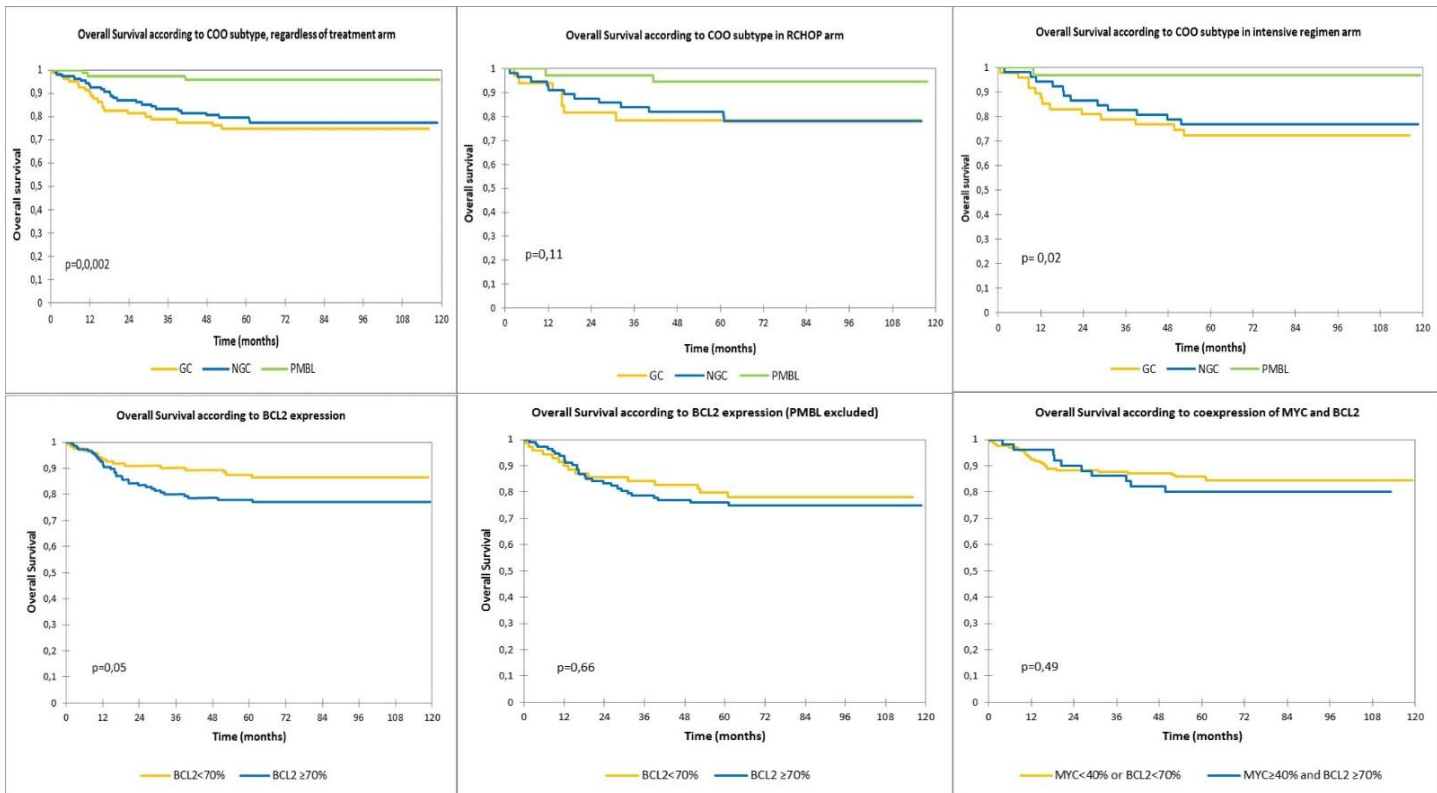 Overall Survival according to COO subtype, regardless of treatment arm
1
0,9
0,8
0,7
0,6
0,5
0,4
0,3
0,2
0,1
0
Overall survival
p=0,0,002
0 12 24 36 48 60 72 84 96 108 120
Time (months)
GC NGC PMBL
Overall Survival according to COO subtype in RCHOP arm
1
0,9
0,8
0,7
0,6
0,5
0,4
0,3
0,2
0,1
0
Overall survival
p=0,11
0 12 24 36 48 60 72 84 96 108 120
Time (months)
GC NGC PMBL
Overall Survival according to COO subtype in intensive regimen arm
1
0,9
0,8
0,7
0,6
0,5
0,4
0,3
0,2
0,1
0
Overall survival
p= 0,02
0 12 24 36 48 60 72 84 96 108 120
Time (months)
GC NGC PMBL
Overall Survival according to BCL2 expression
1
0,9
0,8
0,7
0,6
0,5
0,4
0,3
0,2
0,1
0
Overall Survival
p=0,05
0 12 24 36 48 60 72 84 96 108 120
Time (months)
BCL2<70% BCL2 ≥70%
Overall Survival according to BCL2 expression (PMBL excluded)
1
0,9
0,8
0,7
0,6
0,5
0,4
0,3
0,2
0,1
0
Overall Survival
p=0,66
0 12 24 36 48 60 72 84 96 108 120
Time (months)
BCL2<70% BCL2 ≥70%
Overall Survival according to coexpression of MYC and BCL2
1
0,9
0,8
0,7
0,6
0,5
0,4
0,3
0,2
0,1
0
Overall Survival
p=0,49
0 12 24 36 48 60 72 84 96 108 120
Time (months)
MYC<40% or BCL2<70% MYC≥40% and BCL2 ≥70%